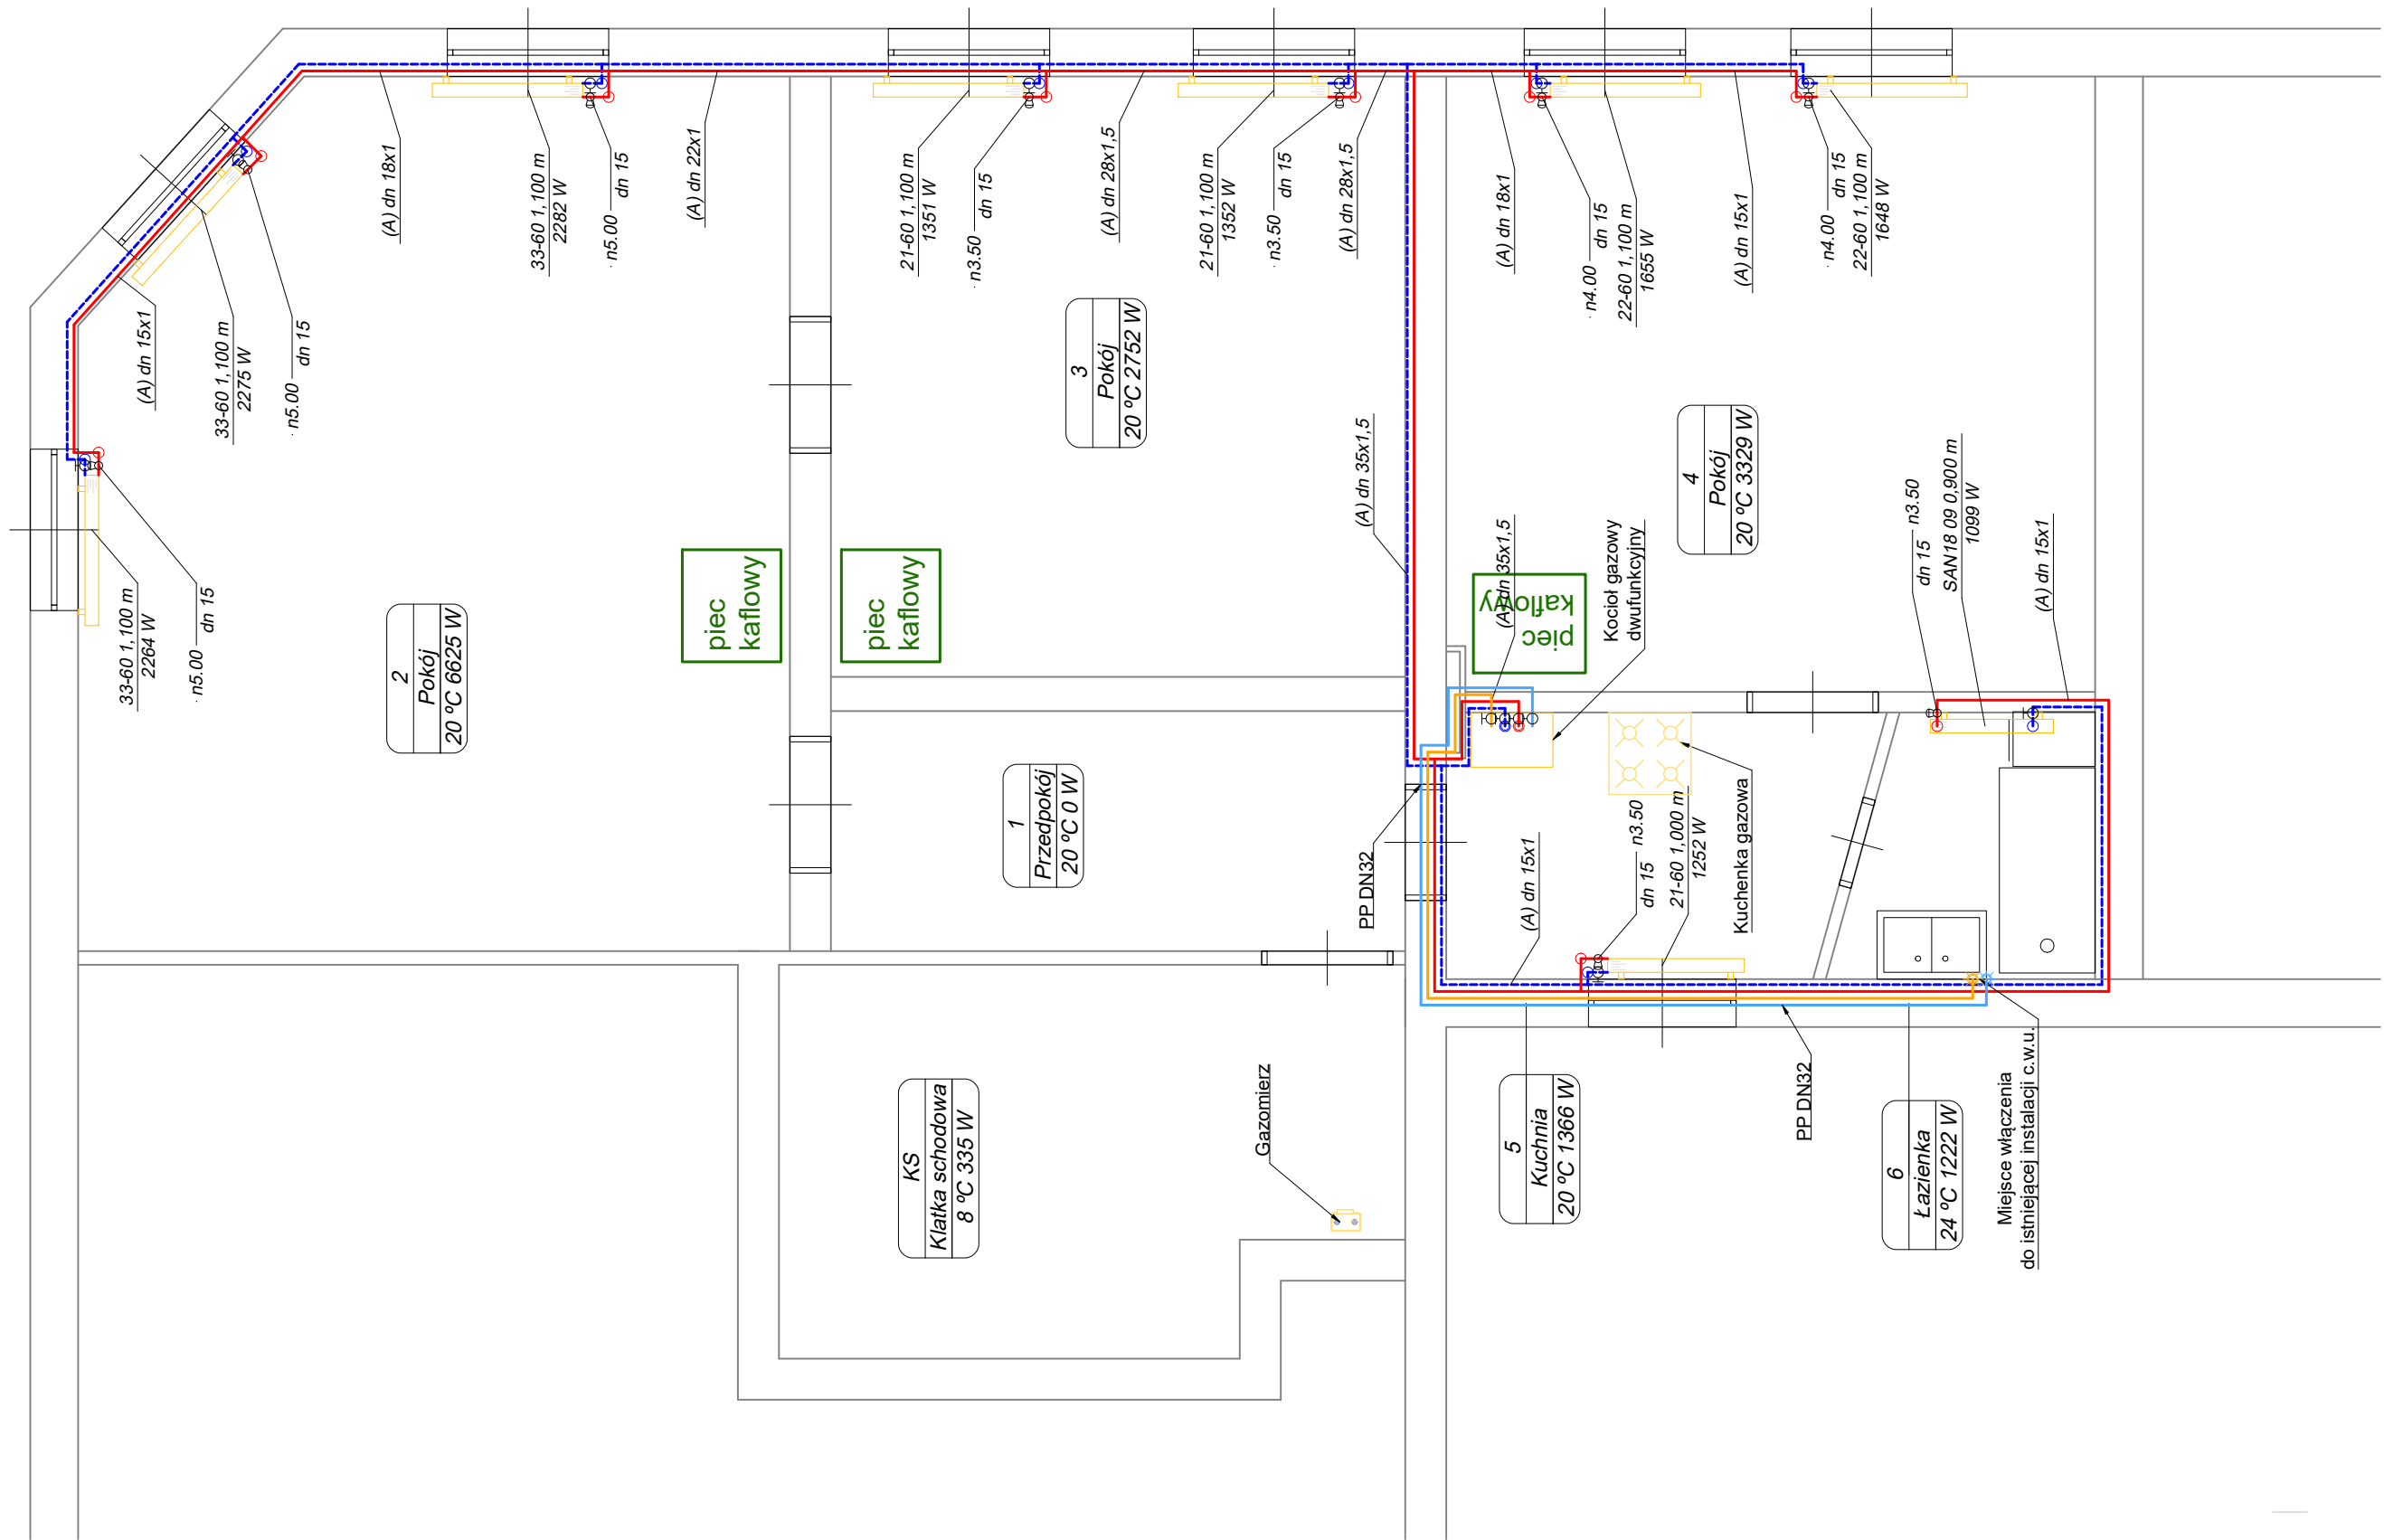 (A) dn 15x1
33-60 1,100 m
2275 W
n5.00
dn 15
33-60 1,100 m
2264 W
n5.00
dn 15
(A) dn 18x1
33-60 1,100 m
2282 W
n5.00
dn 15
(A) dn 22x1
21-60 1,100 m
1351 W
n3.50
dn 15
(A) dn 28x1,5
21-60 1,100 m
1352 W
n3.50
dn 15
(A) dn 28x1,5
(A) dn 18x1
n4.00
dn 15
22-60 1,100 m
1655 W
(A) dn 15x1
n4.00
dn 15
22-60 1,100 m
1648 W
2
Pokój
20 ºC 6625 W
piec
kaflowy
piec
kaflowy
3
Pokój
20 ºC 2752 W
(A) dn 35x1,5
(A) dn 35x1,5
piec
kaflowy
Kocioł gazowy
dwufunkcyjny
4
Pokój
20 ºC 3329 W
n3.50
dn 15
SAN18 09 0,900 m
1099 W
(A) dn 15x1
1
Przedpokój
20 ºC 0 W
PP DN32
(A) dn 15x1
n3.50
dn 15
21-60 1,000 m
1252 W
Kuchenka gazowa
KS
Klatka schodowa
8 ºC 335 W
Gazomierz
5
Kuchnia
20 ºC 1366 W
PP DN32
6
Łazienka
24 ºC 1222 W
Miejsce włączenia
do istniejącej instalacji c.w.u.